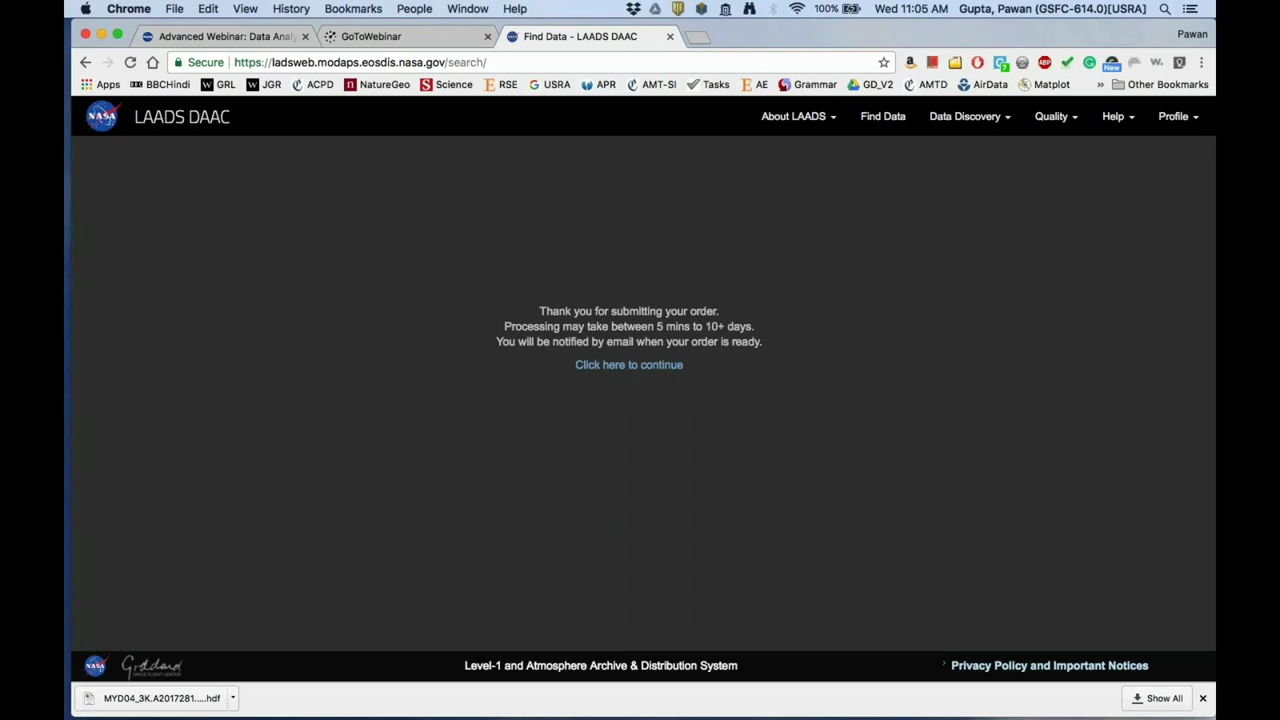 Chrome File Edit View History Bookmarks People Window Help 100% Wed 11:05 AM Gupta, Pawan (GSFC-614.0)[USRA]
Advanced Webinar: Data Analy GoToWebinar Find Data - LAADS DAAC Pawan
Secure https://ladsweb.modaps.eosdis.nasa.gov/search/
Apps BBCHindi GRL JGR ACPD NatureGeo Science RSE USRA APR AMT-SI Tasks AE Grammar GD_V2 AMTD AirData Matplot » Other Bookmarks
NASA LAADS DAAC About LAADS Find Data Data Discovery Quality Help Profile
Thank you for submitting your order.
Processing may take between 5 mins to 10+ days.
You will be notified by email when your order is ready.
Click here to continue
NASA Goddard Level-1 and Atmosphere Archive & Distribution System Privacy Policy and Important Notices
MYD04_3K.A2017281.....hdf Show All